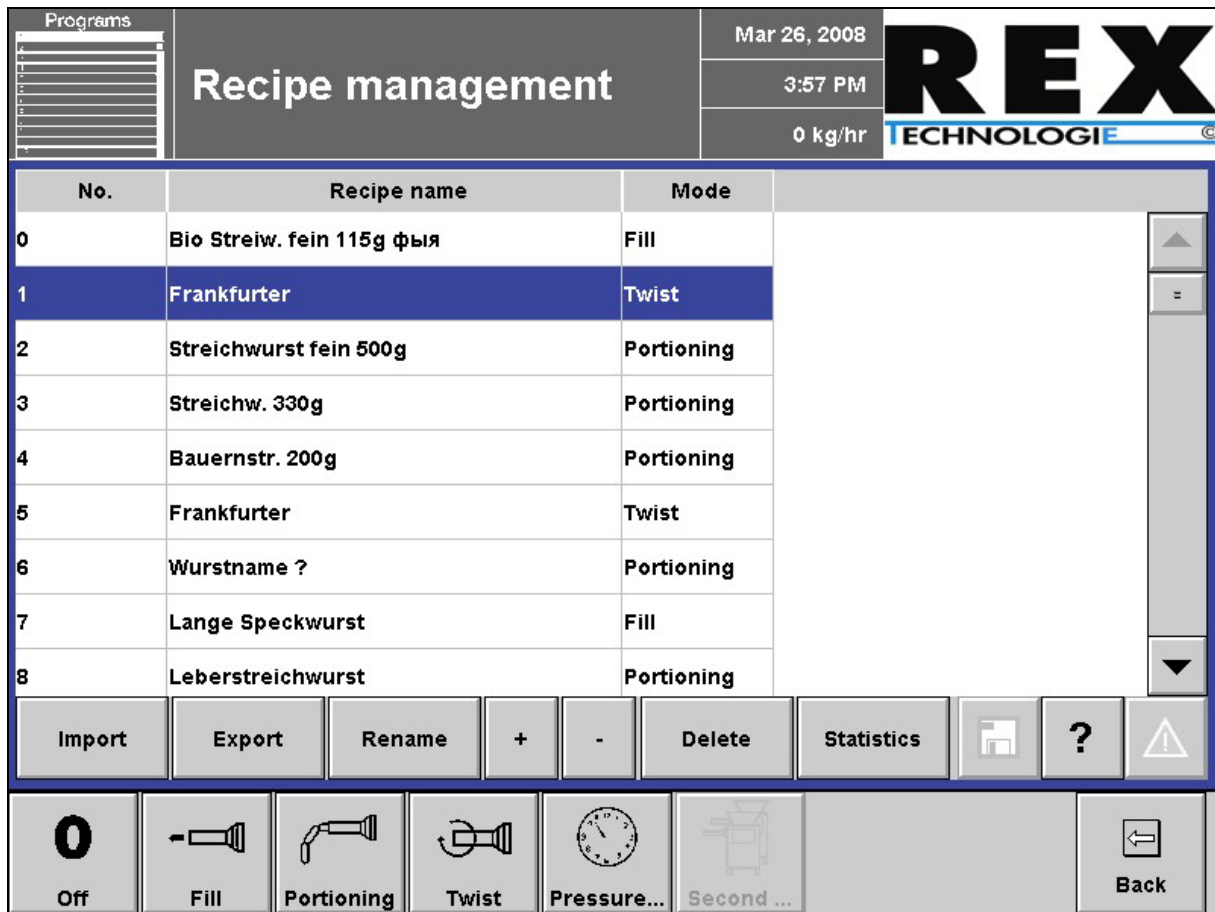 Programs
Recipe management
Mar 26, 2008
3:57 PM
0 kg/hr
REX
TECHNOLOGIE ©
No. Recipe name Mode
0 Bio Streiw. fein 115g фыя Fill
1 Frankfurter Twist
2 Streichwurst fein 500g Portioning
3 Streichw. 330g Portioning
4 Bauernstr. 200g Portioning
5 Frankfurter Twist
6 Wurstname ? Portioning
7 Lange Speckwurst Fill
8 Leberstreichwurst Portioning
Import Export Rename + - Delete Statistics ?
0
Off Fill Portioning Twist Pressure... Second ... Back